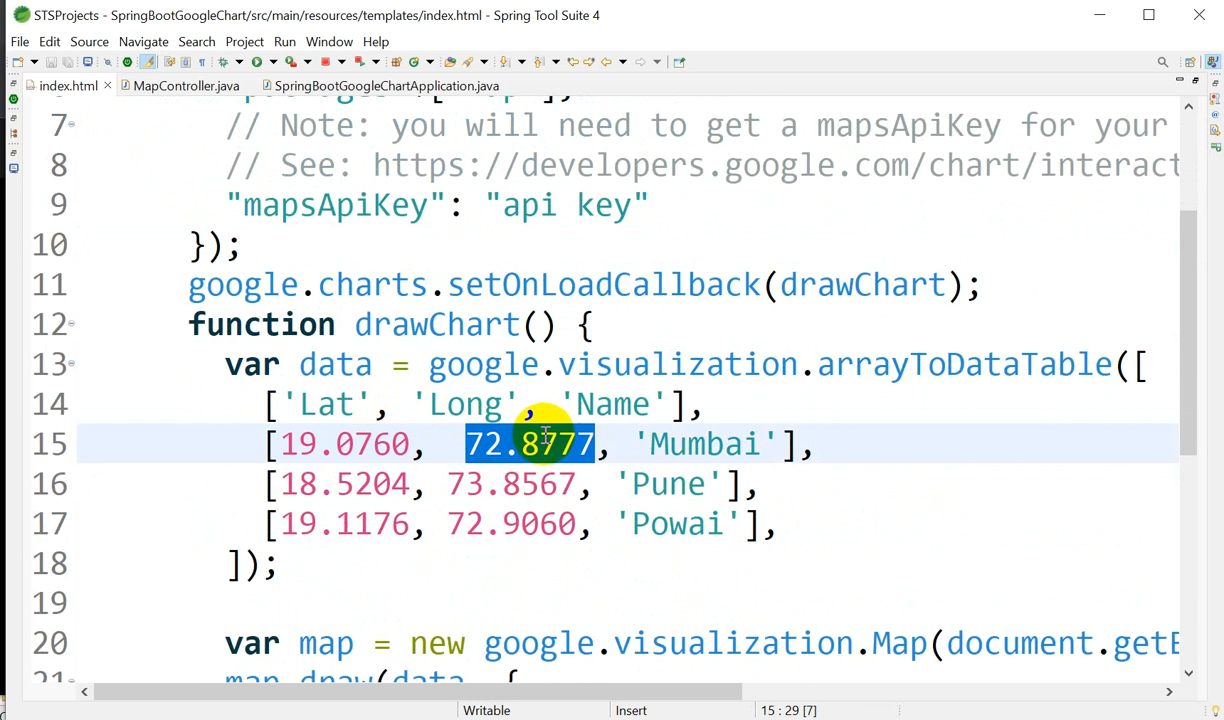 STSProjects - SpringBootGoogleChart/src/main/resources/templates/index.html - Spring Tool Suite 4
File Edit Source Navigate Search Project Run Window Help
index.html MapController.java SpringBootGoogleChartApplication.java
7 // Note: you will need to get a mapsApiKey for your
8 // See: https://developers.google.com/chart/interact
9 "mapsApiKey": "api key"
10 });
11 google.charts.setOnLoadCallback(drawChart);
12 function drawChart() {
13 var data = google.visualization.arrayToDataTable([
14 ['Lat', 'Long', 'Name'],
15 [19.0760, 72.8777, 'Mumbai'],
16 [18.5204, 73.8567, 'Pune'],
17 [19.1176, 72.9060, 'Powai'],
18 ]);
19
20 var map = new google.visualization.Map(document.getE
21 map.draw(data, {
Writable Insert 15 : 29 [7]